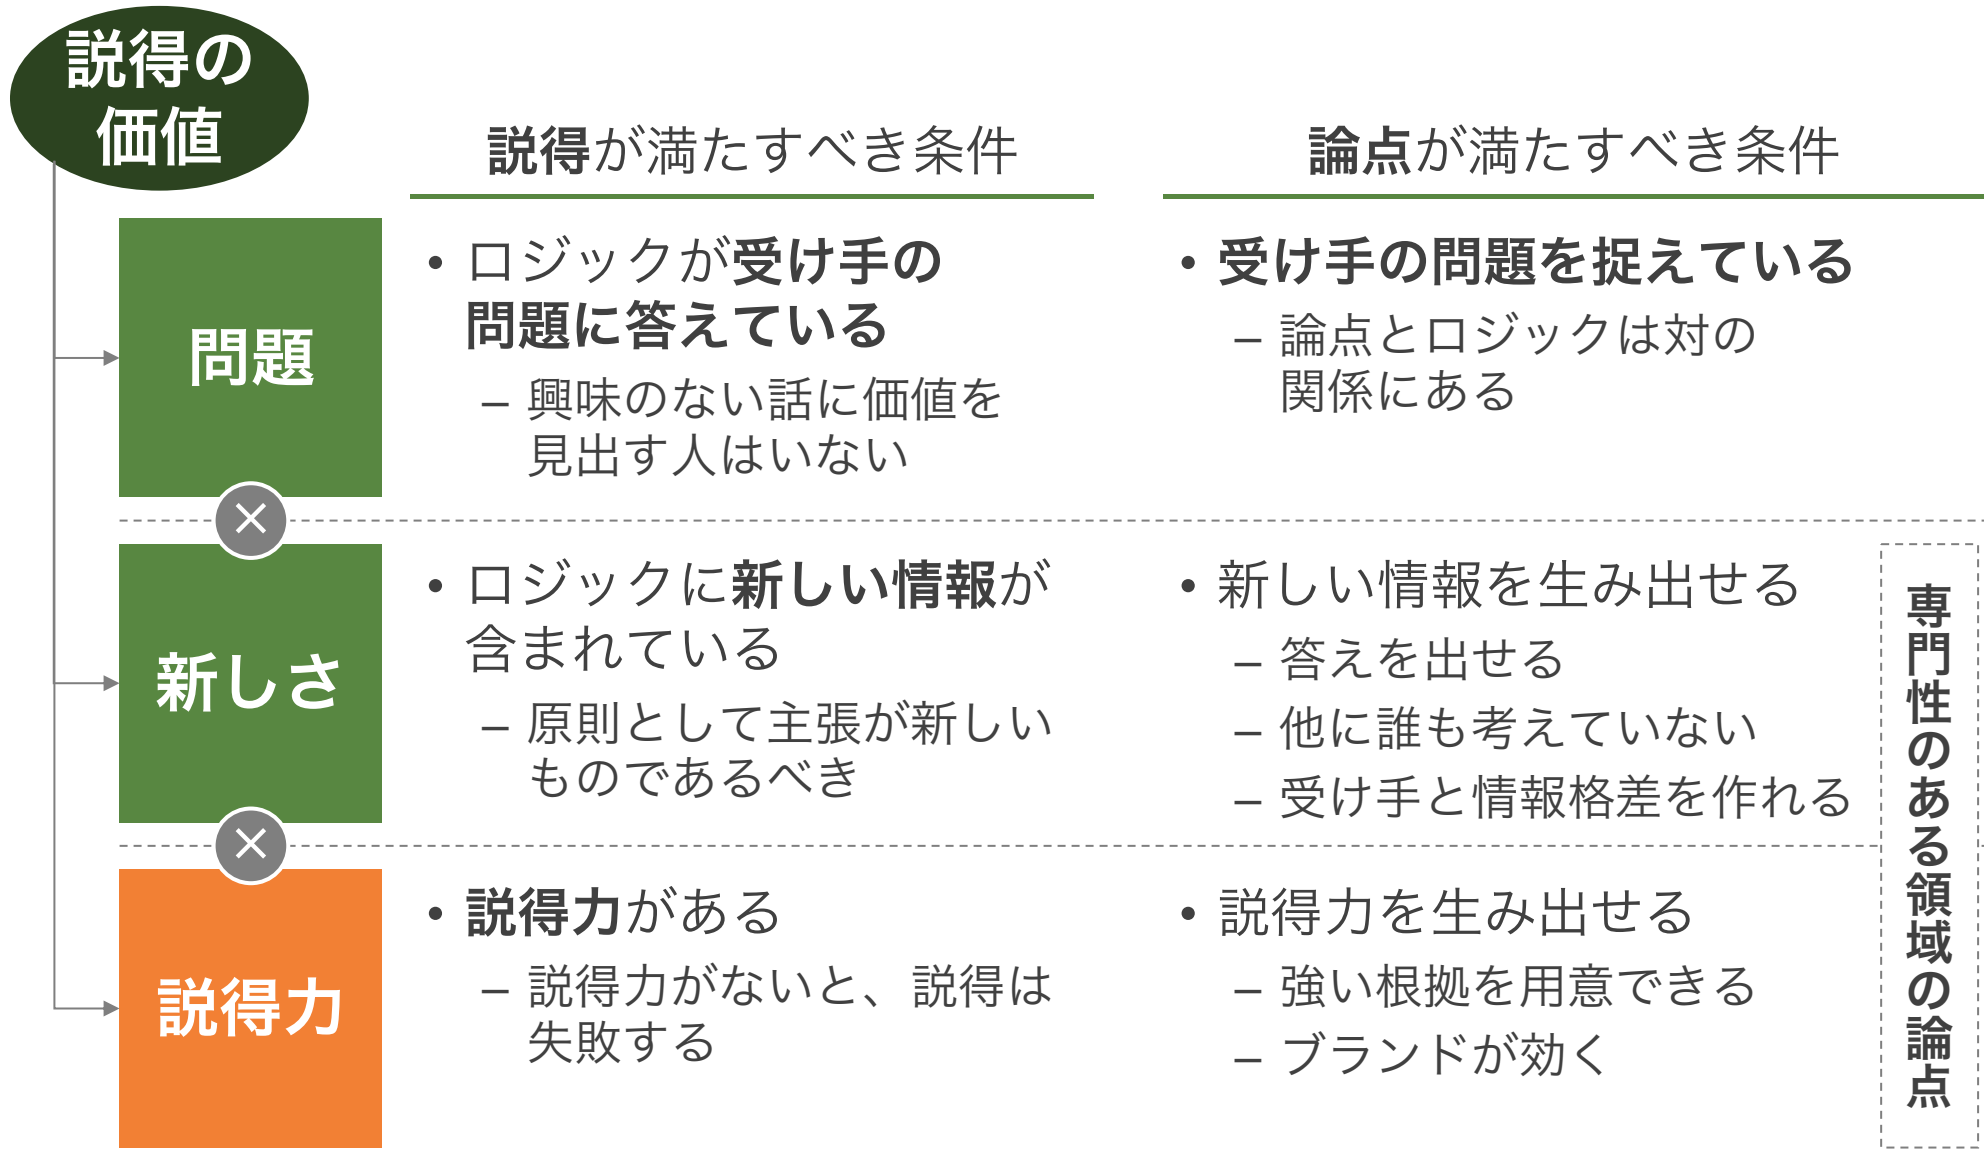 説得の
価値
説得が満たすべき条件
論点が満たすべき条件
問題
• ロジックが受け手の
問題に答えている
– 興味のない話に価値を
見出す人はいない
• 受け手の問題を捉えている
– 論点とロジックは対の
関係にある
×
新しさ
• ロジックに新しい情報が
含まれている
– 原則として主張が新しい
ものであるべき
• 新しい情報を生み出せる
– 答えを出せる
– 他に誰も考えていない
– 受け手と情報格差を作れる
×
説得力
• 説得力がある
– 説得力がないと、説得は
失敗する
• 説得力を生み出せる
– 強い根拠を用意できる
– ブランドが効く
専門性のある領域の論点